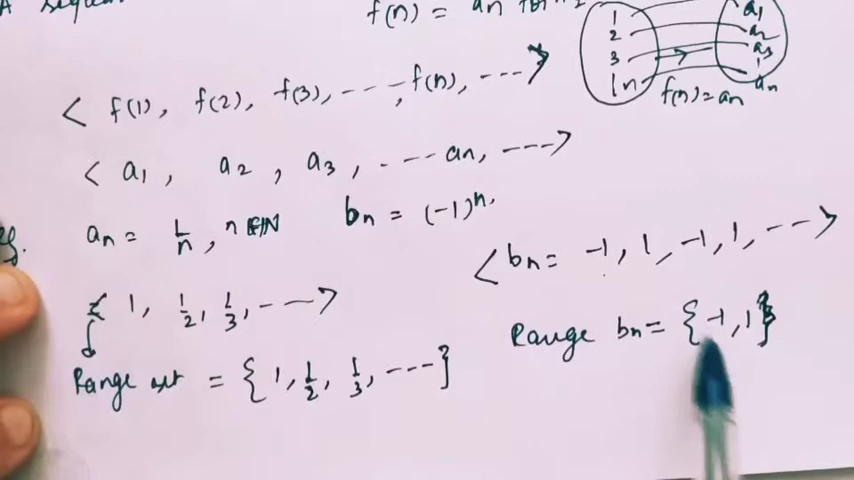 A
f(n) = an
1
2
3
n
a1
a2
a3
an
f(n) = an
< f(1), f(2), f(3), - - - , f(n), - - - >
< a1, a2, a3, - - - an, - - - >
an = 1/n, n ∈ IN
bn = (-1)^n.
< bn = -1, 1, -1, 1, - - - >
< 1, 1/2, 1/3, - - - >
Range bn = {-1, 1}
Range set = {1, 1/2, 1/3, - - - }